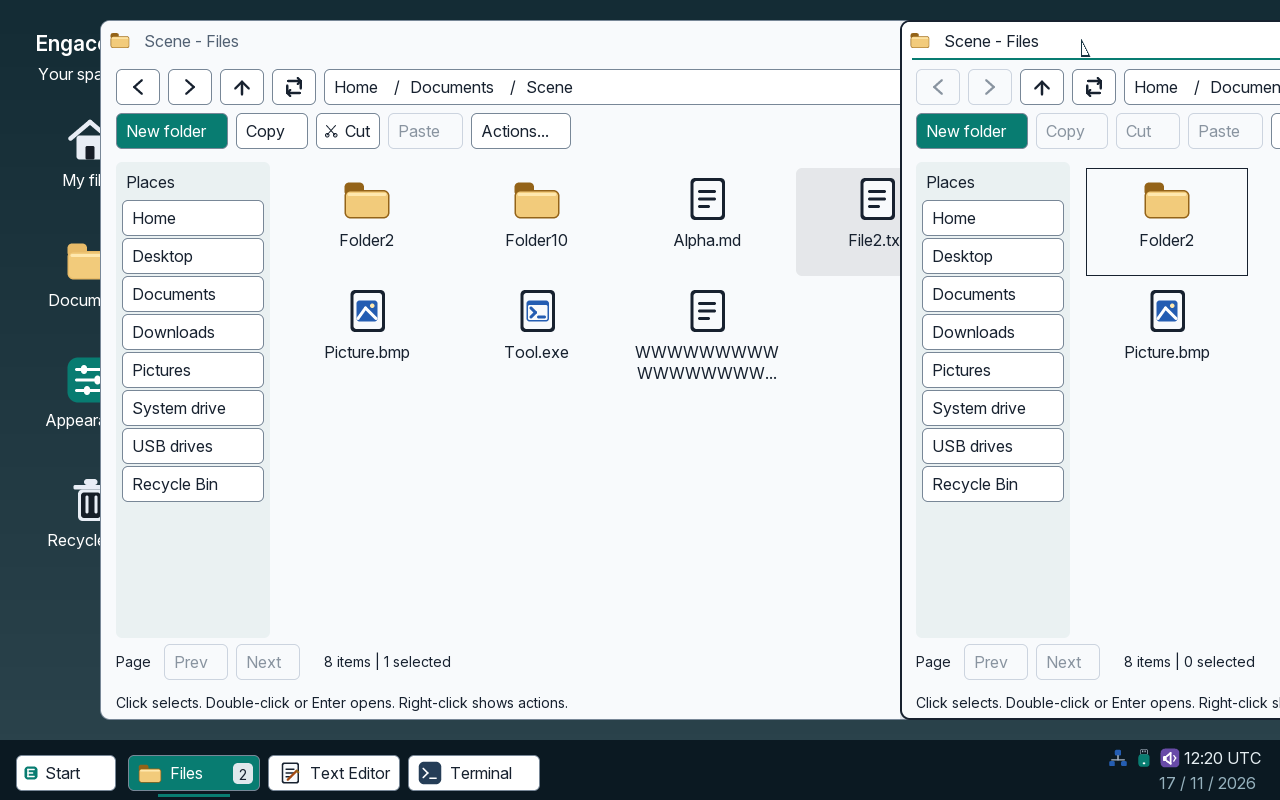 Engac
Your spa
My fil
Docum
Appear
Recycle
Scene - Files
Home / Documents / Scene
New folder
Copy
Cut
Paste
Actions...
Places
Home
Desktop
Documents
Downloads
Pictures
System drive
USB drives
Recycle Bin
Folder2
Folder10
Alpha.md
File2.tx
Picture.bmp
Tool.exe
WWWWWWWWW
WWWWWWWW...
Page
Prev
Next
8 items | 1 selected
Click selects. Double-click or Enter opens. Right-click shows actions.
Scene - Files
Home / Documen
New folder
Copy
Cut
Paste
Places
Home
Desktop
Documents
Downloads
Pictures
System drive
USB drives
Recycle Bin
Folder2
Picture.bmp
Page
Prev
Next
8 items | 0 selected
Click selects. Double-click or Enter opens. Right-click s
Start
Files 2
Text Editor
Terminal
12:20 UTC
17 / 11 / 2026